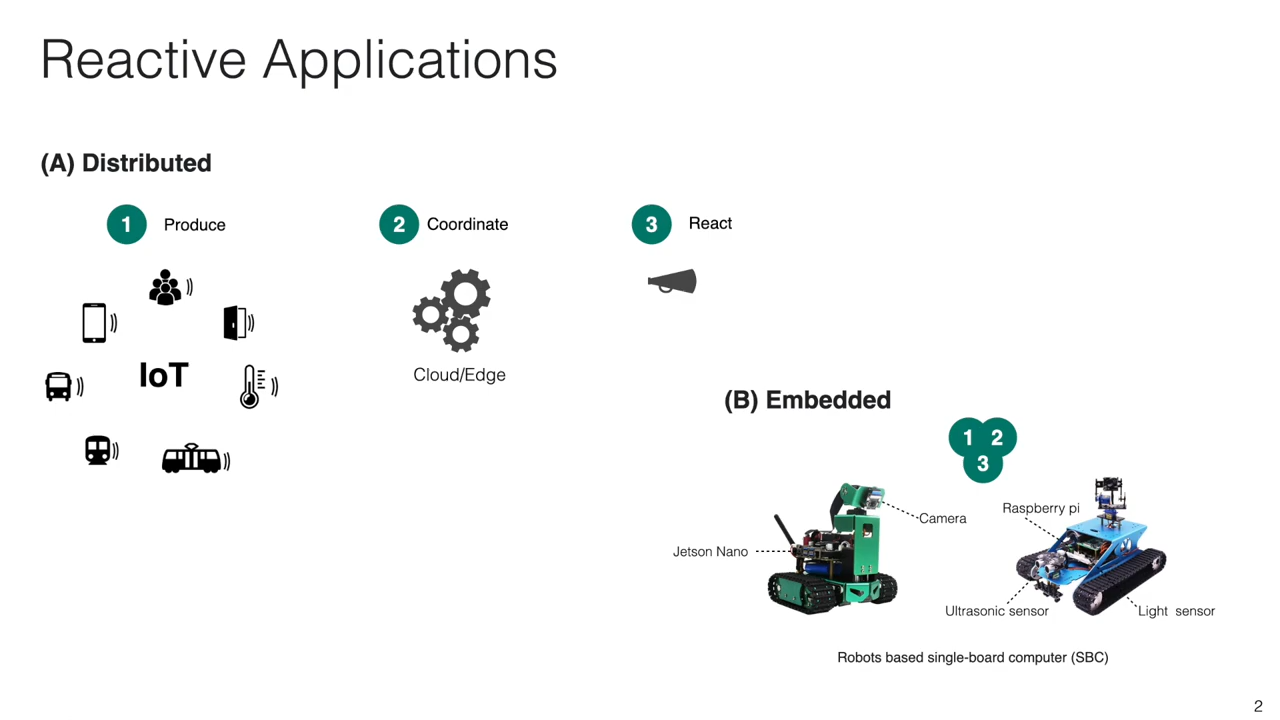 Reactive Applications
(A) Distributed
1 Produce
2 Coordinate
3 React
IoT
Cloud/Edge
(B) Embedded
1 2
3
Camera
Raspberry pi
Jetson Nano
Ultrasonic sensor
Light sensor
Robots based single-board computer (SBC)
2